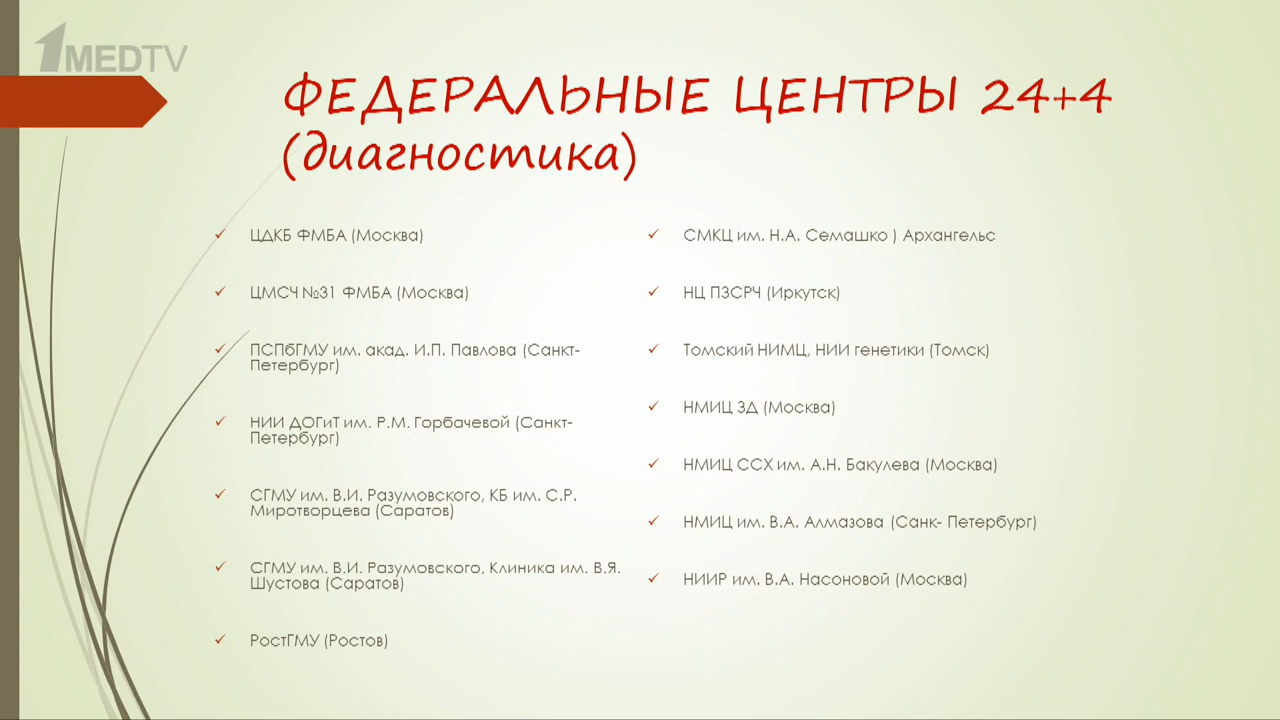 1MEDTV
ФЕДЕРАЛЬНЫЕ ЦЕНТРЫ 24+4
(диагностика)
ЦДКБ ФМБА (Москва)
ЦМСЧ №31 ФМБА (Москва)
ПСПбГМУ им. акад. И.П. Павлова (Санкт-
Петербург)
НИИ ДОГиТ им. Р.М. Горбачевой (Санкт-
Петербург)
СГМУ им. В.И. Разумовского, КБ им. С.Р.
Миротворцева (Саратов)
СГМУ им. В.И. Разумовского, Клиника им. В.Я.
Шустова (Саратов)
РостГМУ (Ростов)
СМКЦ им. Н.А. Семашко ) Архангельс
НЦ ПЗСРЧ (Иркутск)
Томский НИМЦ, НИИ генетики (Томск)
НМИЦ ЗД (Москва)
НМИЦ ССХ им. А.Н. Бакулева (Москва)
НМИЦ им. В.А. Алмазова (Санк- Петербург)
НИИР им. В.А. Насоновой (Москва)